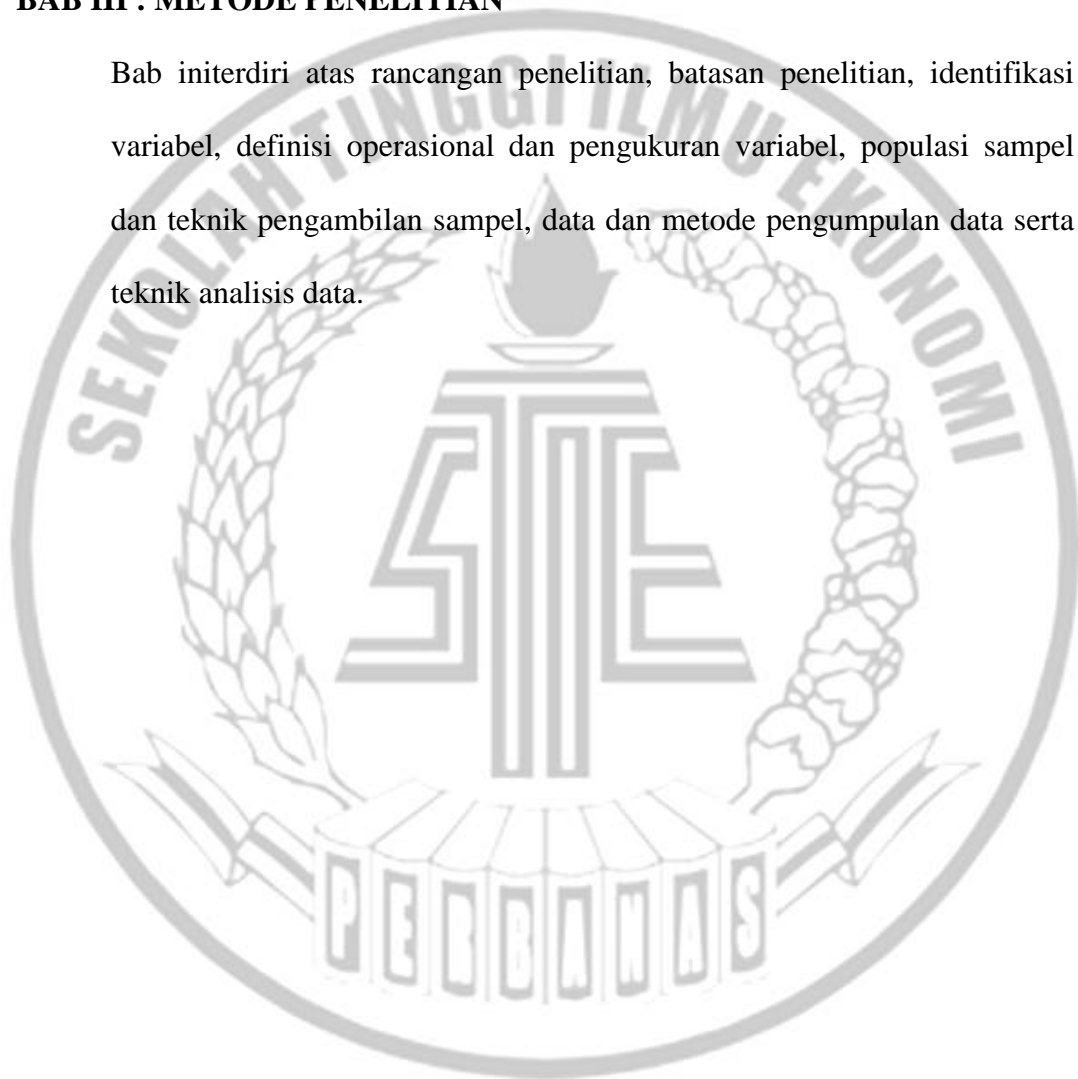 BAB III : METODE PENELITIAN
Bab initerdiri atas rancangan penelitian, batasan penelitian, identifikasi
variabel, definisi operasional dan pengukuran variabel, populasi sampel
dan teknik pengambilan sampel, data dan metode pengumpulan data serta
teknik analisis data.
SEKOLAH TINGGI ILMU EKONOMI
STIE
PERBANAS